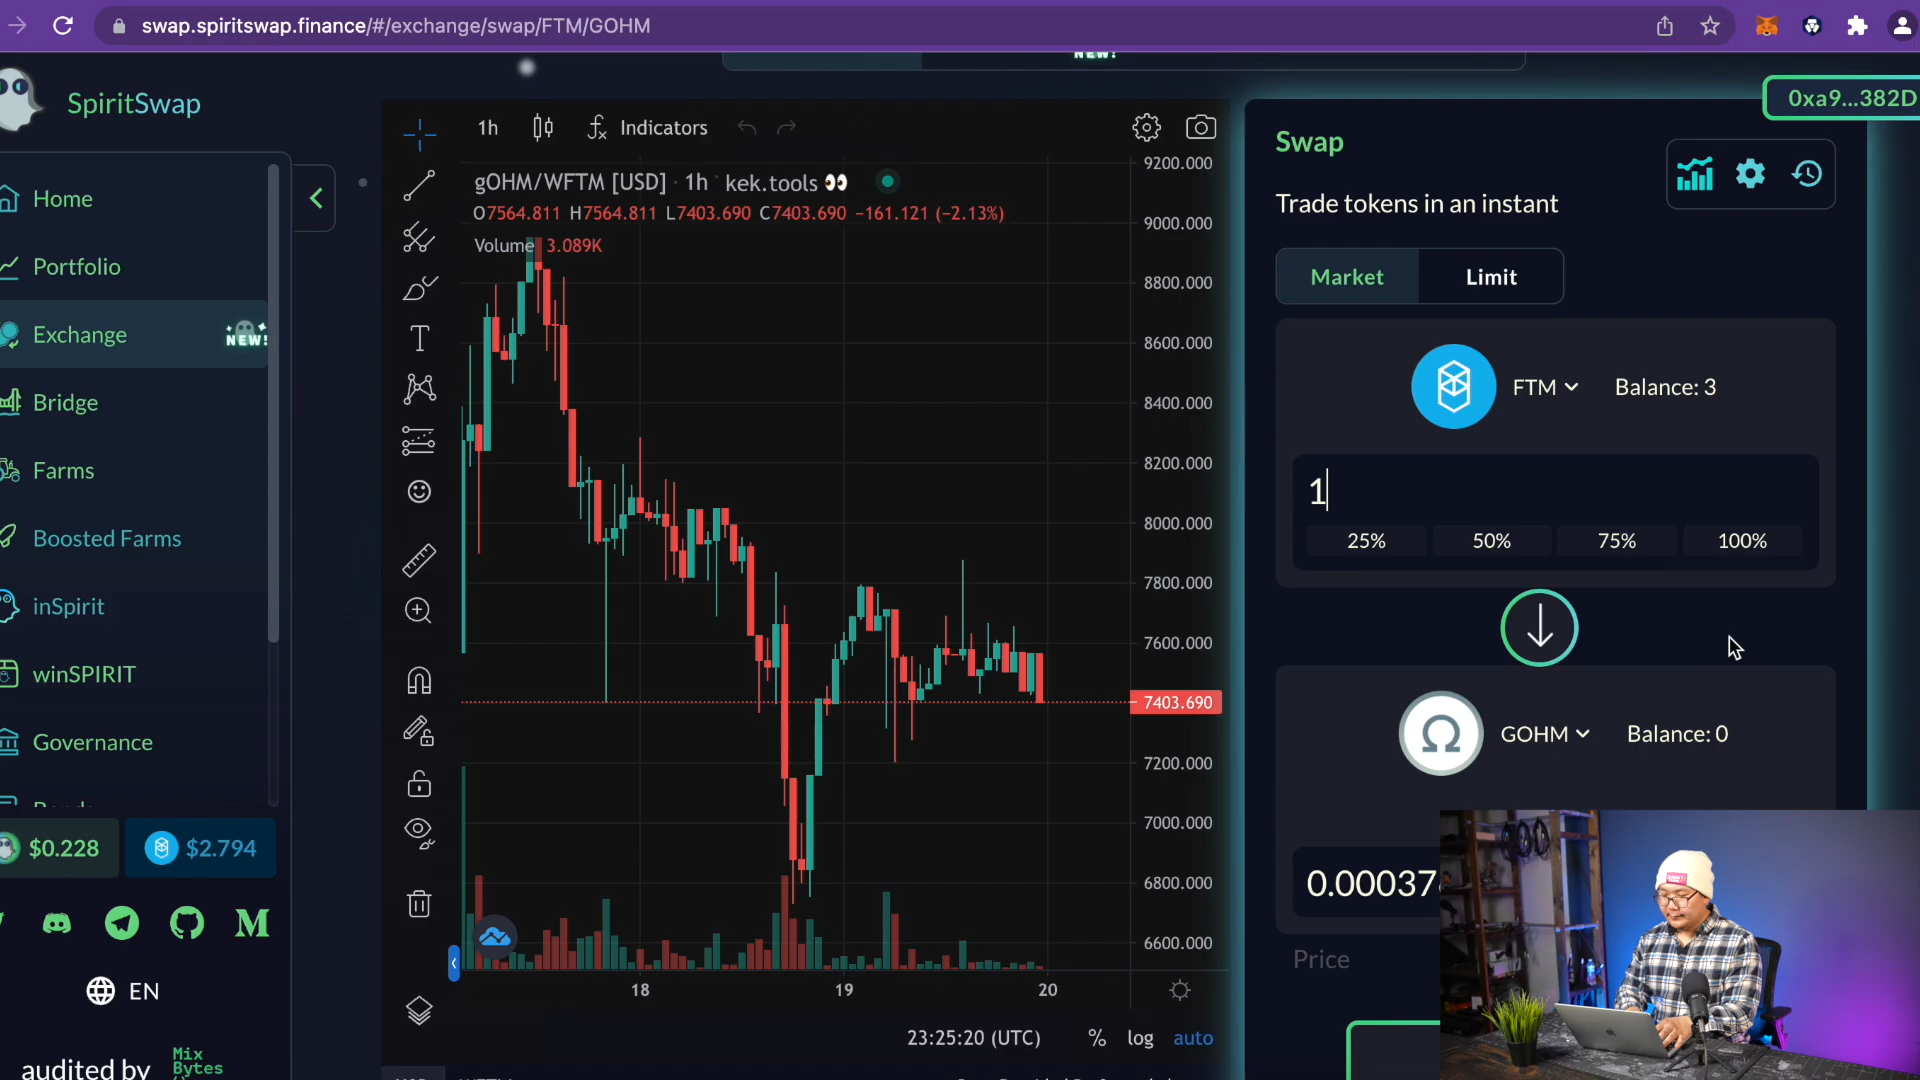 swap.spiritswap.finance/#/exchange/swap/FTM/GOHM
NEW!
SpiritSwap
0xa9...382D
Home
Portfolio
Exchange
NEW!
Bridge
Farms
Boosted Farms
inSpirit
winSPIRIT
Governance
$0.228
$2.794
EN
audited by
Mix
Bytes
1h
Indicators
gOHM/WFTM [USD] · 1h · kek.tools 👀
O7564.811 H7564.811 L7403.690 C7403.690 −161.121 (−2.13%)
Volume 3.089K
9200.000
9000.000
8800.000
8600.000
8400.000
8200.000
8000.000
7800.000
7600.000
7403.690
7200.000
7000.000
6800.000
6600.000
18
19
20
23:25:20 (UTC)
%
log
auto
Swap
Trade tokens in an instant
Market
Limit
FTM
Balance: 3
1
25%
50%
75%
100%
GOHM
Balance: 0
0.00037
Price